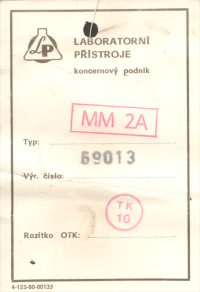 LP
LABORATORNÍ
PŘÍSTROJE
koncernový podnik
MM 2A
Typ:
69013
Výr. číslo:
TK
10
Razítko OTK:
4-123-80-00133